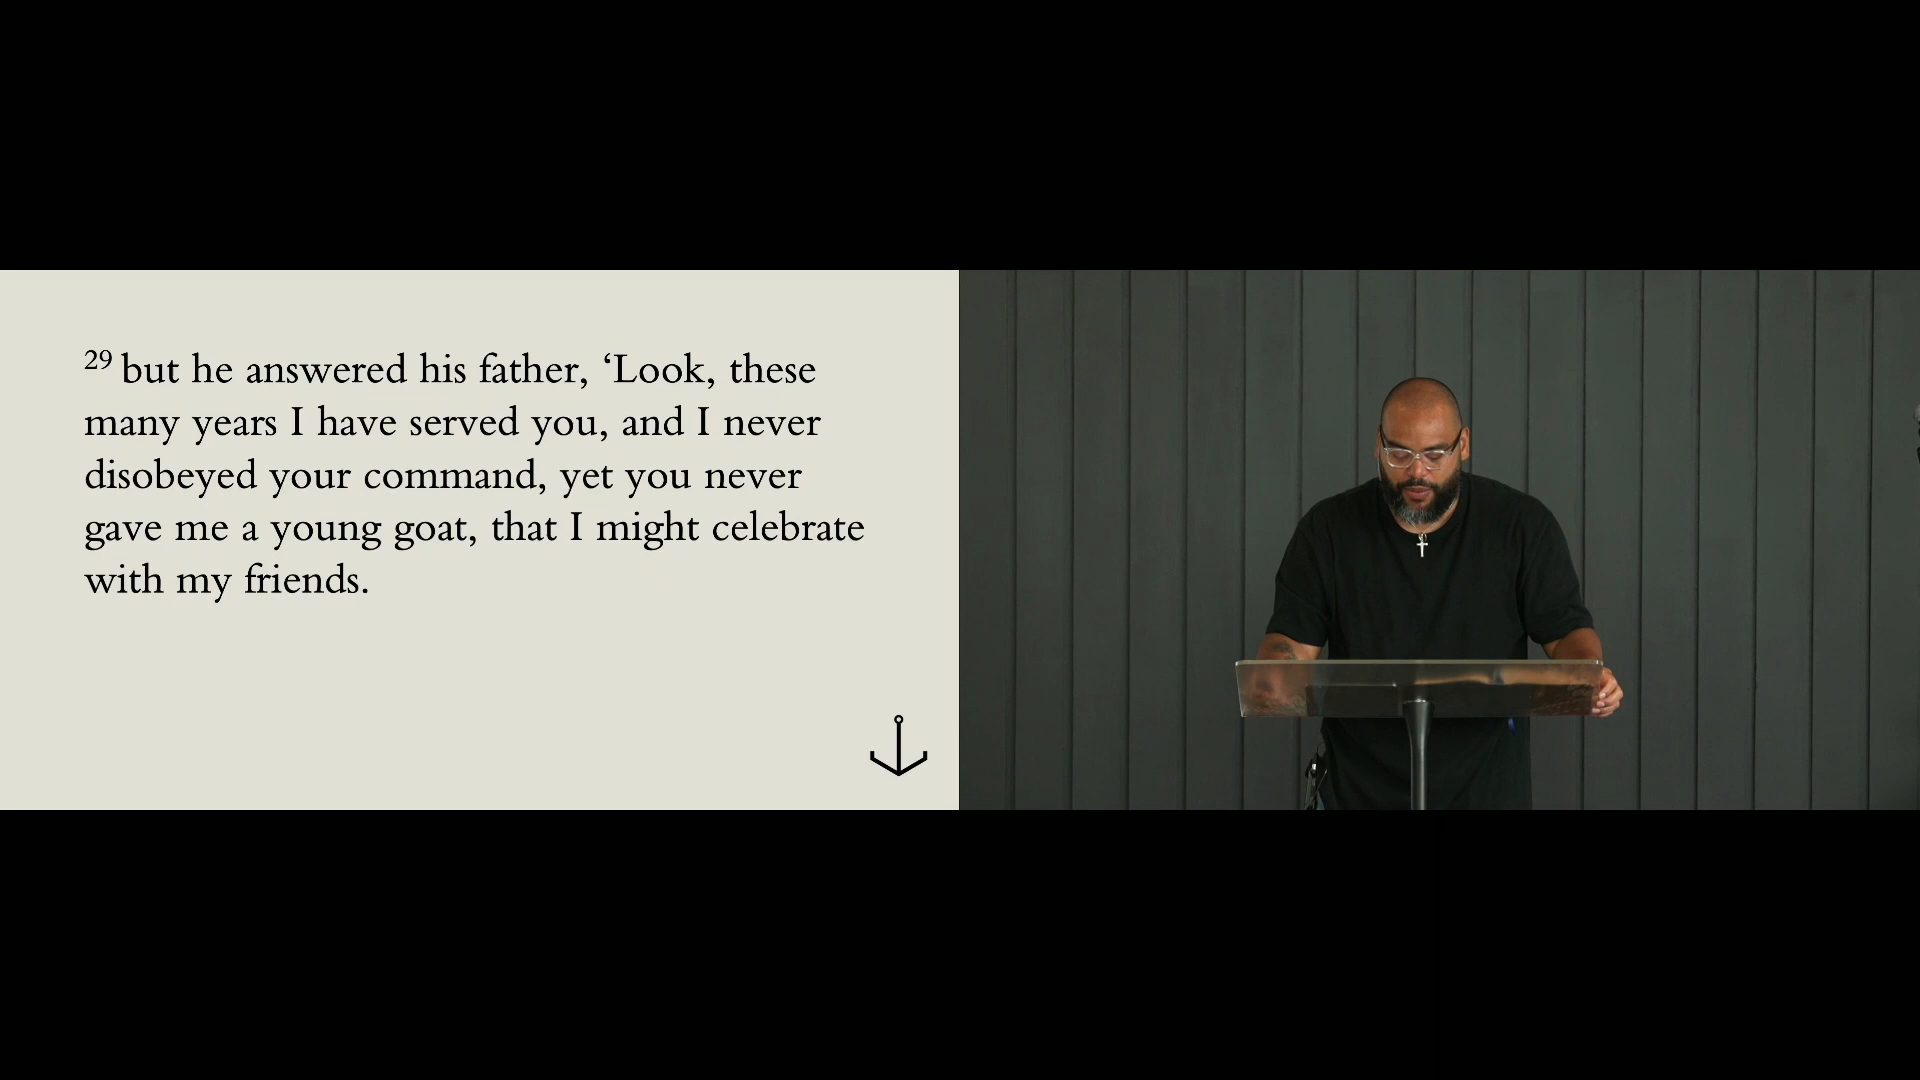 29 but he answered his father, ‘Look, these
many years I have served you, and I never
disobeyed your command, yet you never
gave me a young goat, that I might celebrate
with my friends.